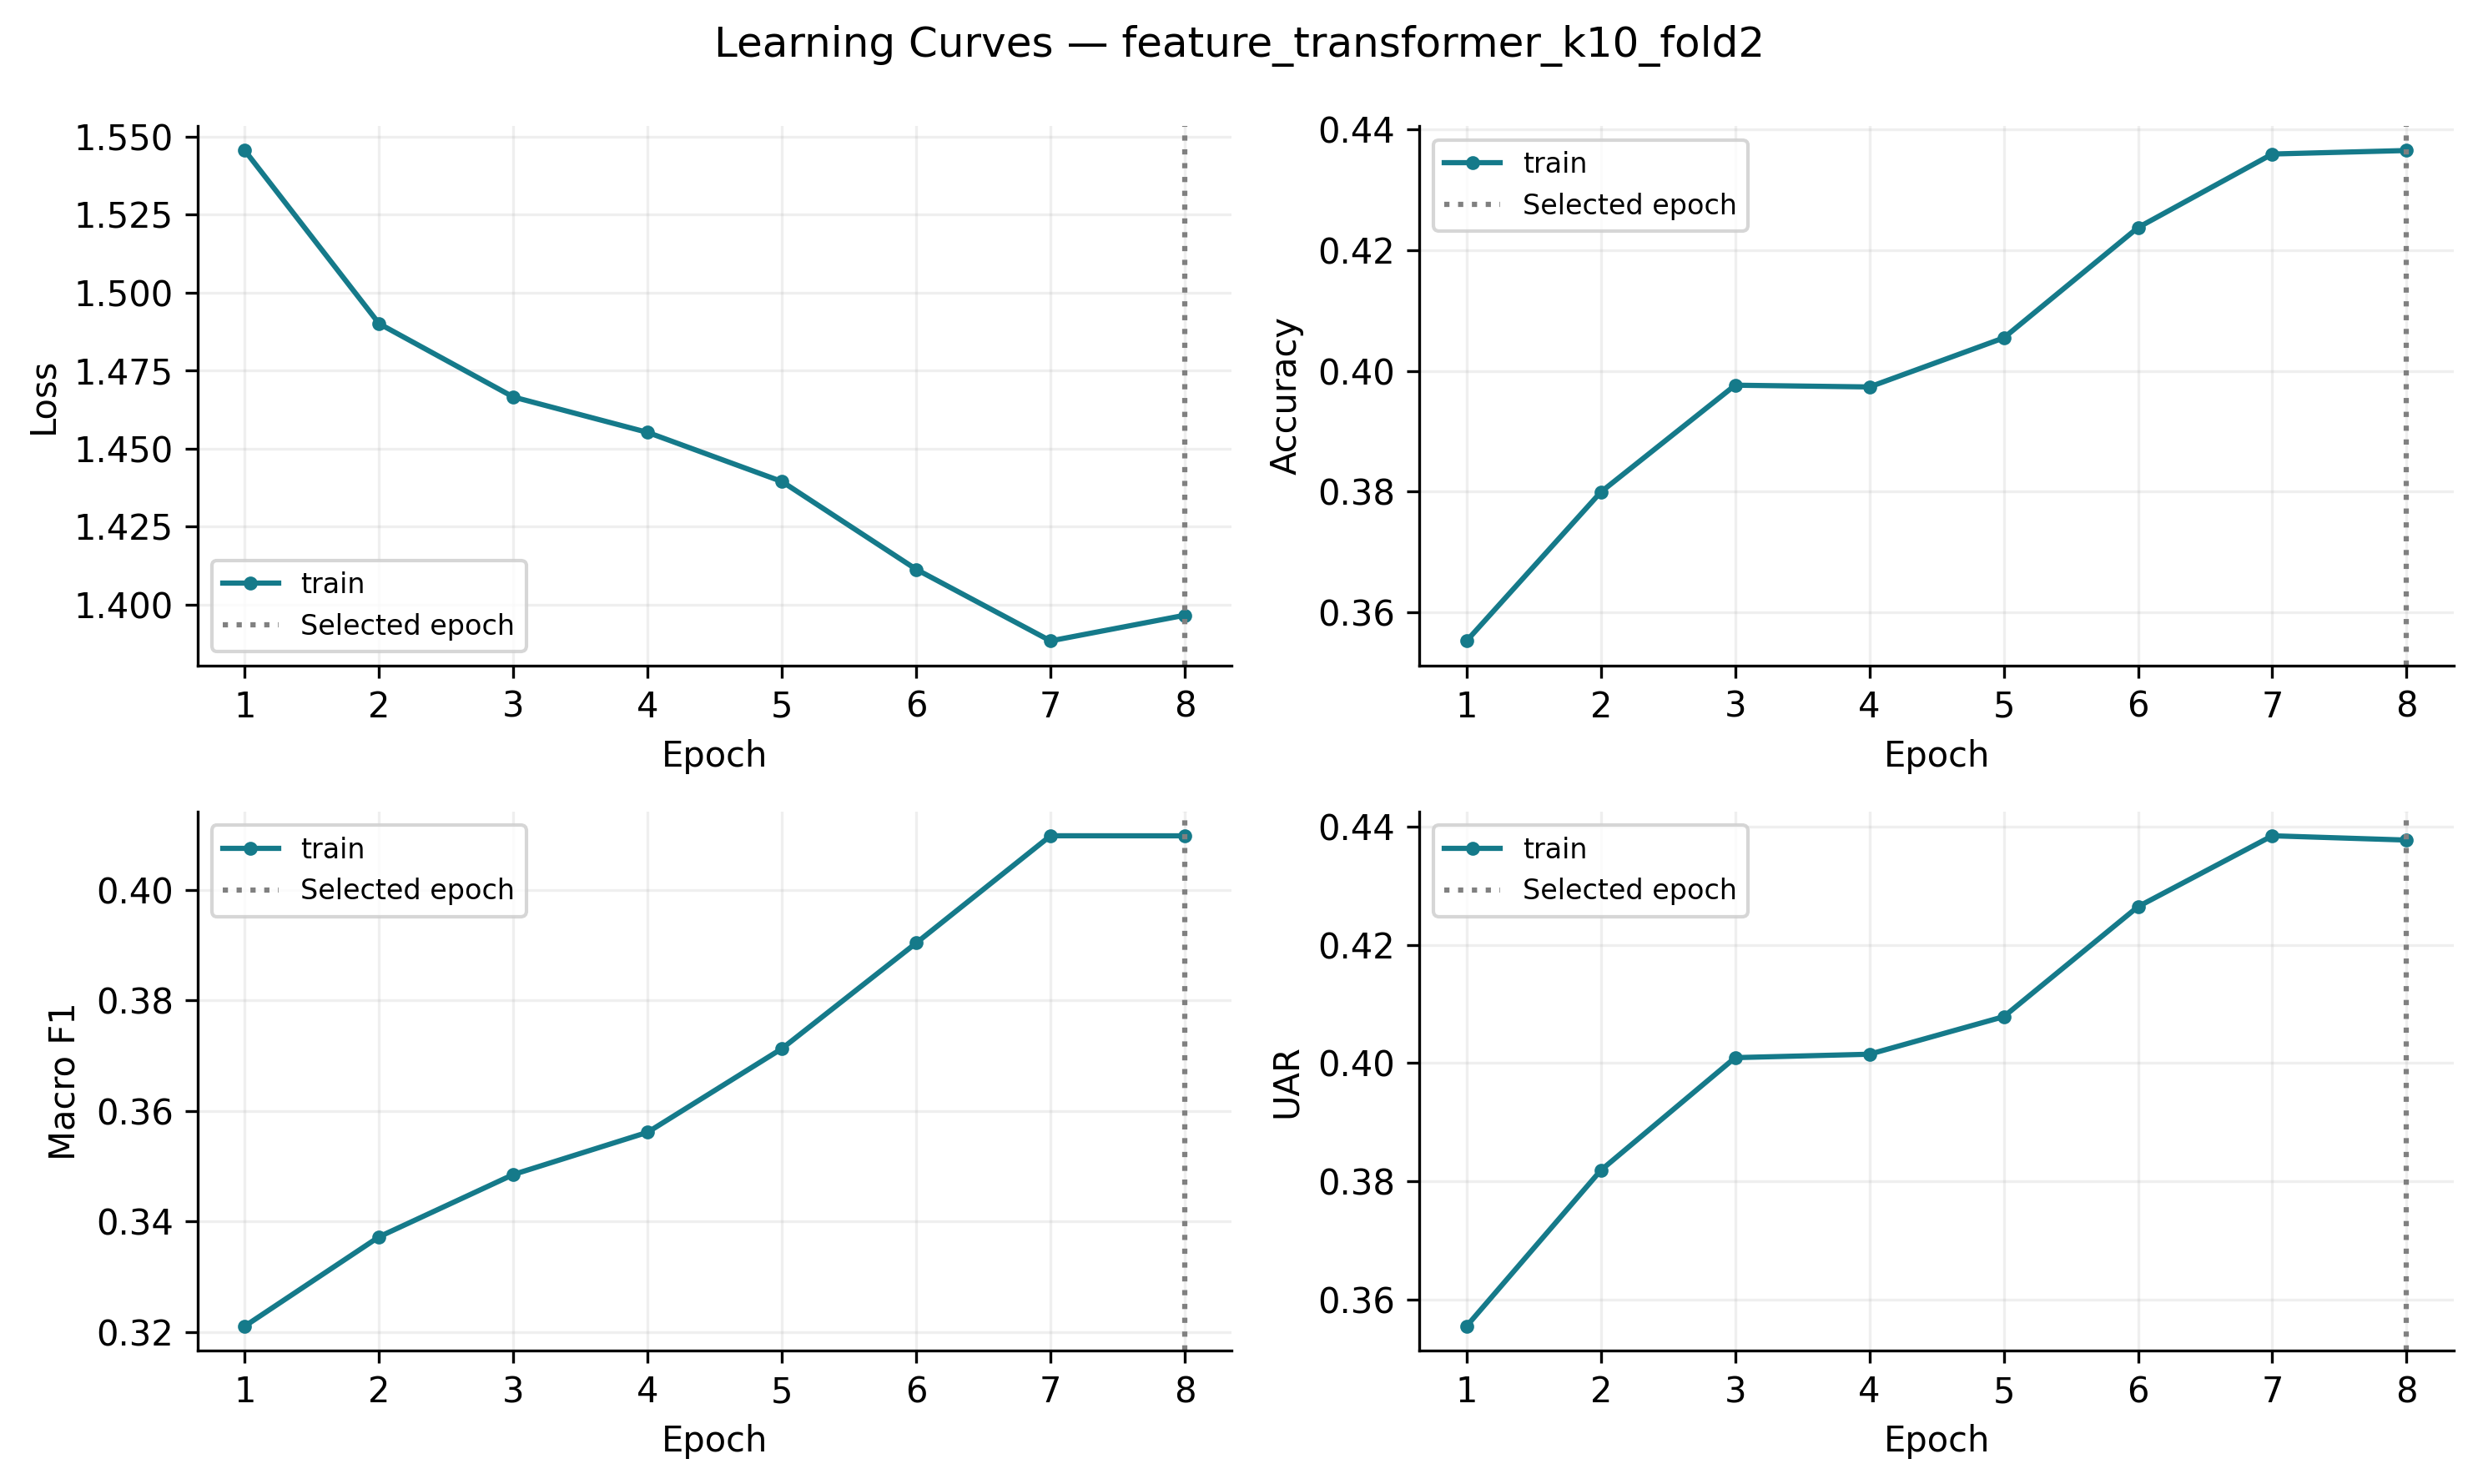 Learning Curves — feature_transformer_k10_fold2
Loss
1.550
1.525
1.500
1.475
1.450
1.425
1.400
train
Selected epoch
1 2 3 4 5 6 7 8
Epoch
Accuracy
0.44
0.42
0.40
0.38
0.36
train
Selected epoch
1 2 3 4 5 6 7 8
Epoch
Macro F1
0.40
0.38
0.36
0.34
0.32
train
Selected epoch
1 2 3 4 5 6 7 8
Epoch
UAR
0.44
0.42
0.40
0.38
0.36
train
Selected epoch
1 2 3 4 5 6 7 8
Epoch